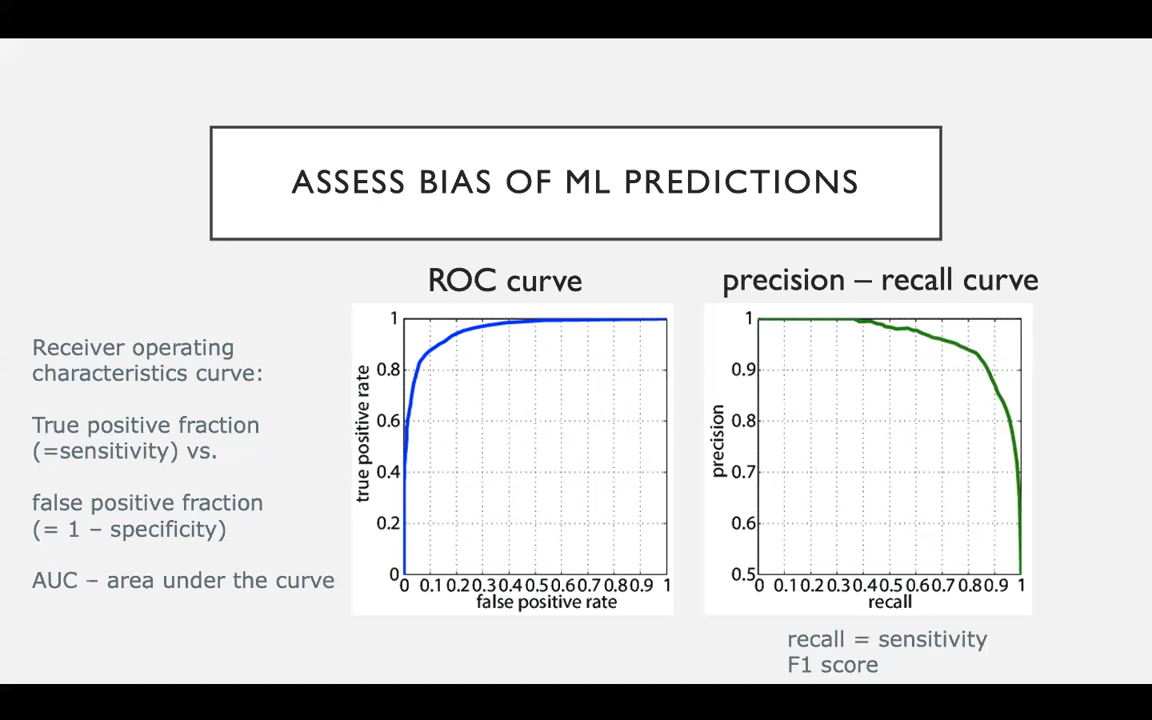 ASSESS BIAS OF ML PREDICTIONS
Receiver operating
characteristics curve:
True positive fraction
(=sensitivity) vs.
false positive fraction
(= 1 – specificity)
AUC – area under the curve
ROC curve
true positive rate
1
0.8
0.6
0.4
0.2
0
0 0.1 0.2 0.3 0.4 0.5 0.6 0.7 0.8 0.9 1
false positive rate
precision – recall curve
precision
1
0.9
0.8
0.7
0.6
0.5
0 0.1 0.2 0.3 0.4 0.5 0.6 0.7 0.8 0.9 1
recall
recall = sensitivity
F1 score